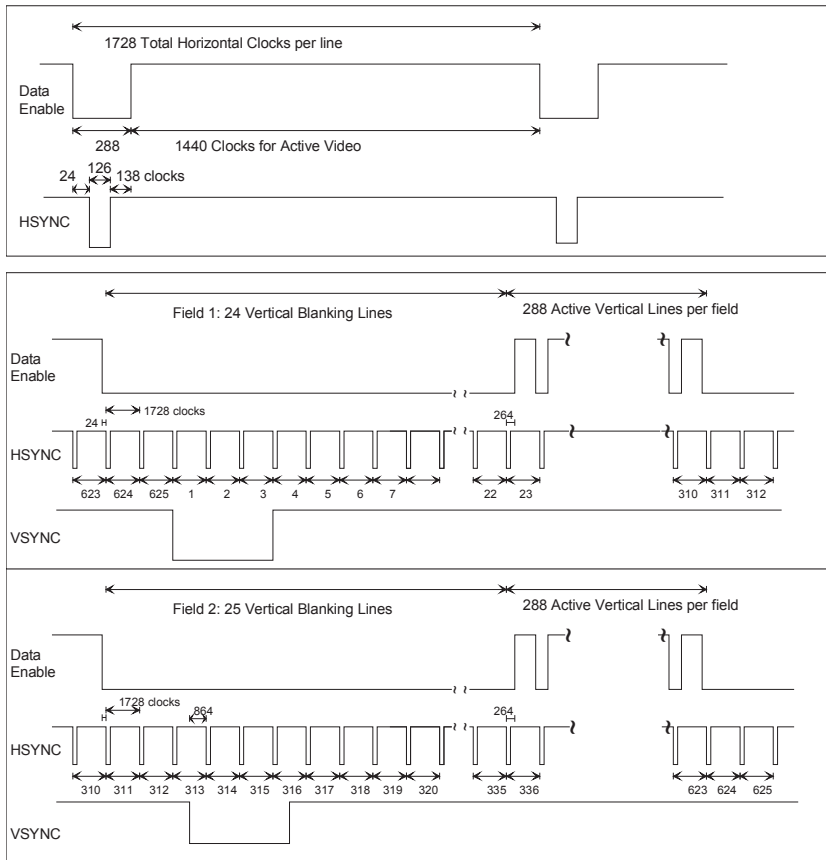 1728 Total Horizontal Clocks per line
Data
Enable
288
1440 Clocks for Active Video
24
126
138 clocks
HSYNC
Field 1: 24 Vertical Blanking Lines
288 Active Vertical Lines per field
Data
Enable
24
1728 clocks
264
HSYNC
623 624 625 1 2 3 4 5 6 7 22 23 310 311 312
VSYNC
Field 2: 25 Vertical Blanking Lines
288 Active Vertical Lines per field
Data
Enable
1728 clocks
864
264
HSYNC
310 311 312 313 314 315 316 317 318 319 320 335 336 623 624 625
VSYNC